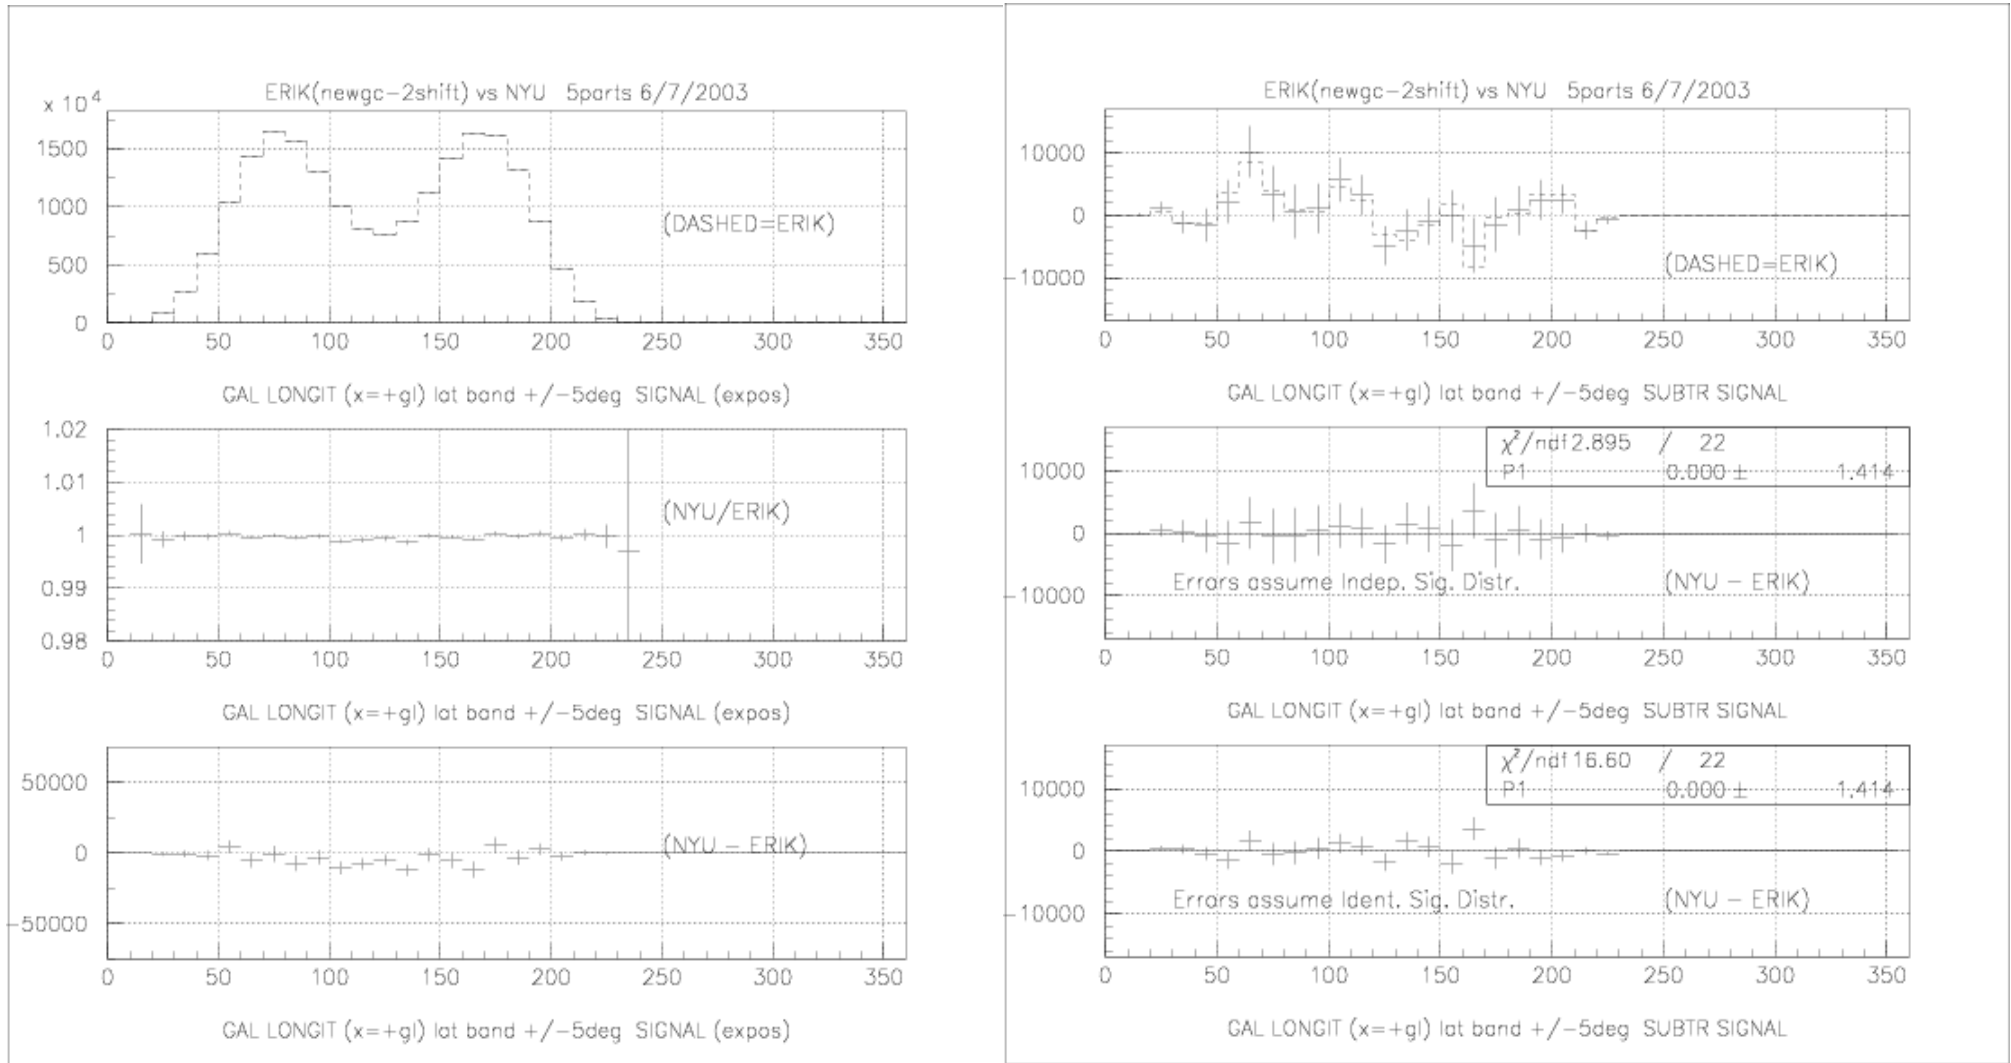 ERIK(newgc-2shift) vs NYU 5parts 6/7/2003
x 10^4
1500
1000
500
0
(DASHED=ERIK)
0 50 100 150 200 250 300 350
GAL LONGIT (x=+gl) lat band +/-5deg SIGNAL (expos)
1.02
1.01
1
0.99
0.98
(NYU/ERIK)
0 50 100 150 200 250 300 350
GAL LONGIT (x=+gl) lat band +/-5deg SIGNAL (expos)
50000
0
-50000
(NYU - ERIK)
0 50 100 150 200 250 300 350
GAL LONGIT (x=+gl) lat band +/-5deg SIGNAL (expos)
ERIK(newgc-2shift) vs NYU 5parts 6/7/2003
10000
0
-10000
(DASHED=ERIK)
0 50 100 150 200 250 300 350
GAL LONGIT (x=+gl) lat band +/-5deg SUBTR SIGNAL
χ²/ndf 2.895 / 22
P1 0.000 ± 1.414
10000
0
-10000
Errors assume Indep. Sig. Distr. (NYU - ERIK)
0 50 100 150 200 250 300 350
GAL LONGIT (x=+gl) lat band +/-5deg SUBTR SIGNAL
χ²/ndf 16.60 / 22
P1 0.000 ± 1.414
10000
0
-10000
Errors assume Ident. Sig. Distr. (NYU - ERIK)
0 50 100 150 200 250 300 350
GAL LONGIT (x=+gl) lat band +/-5deg SUBTR SIGNAL